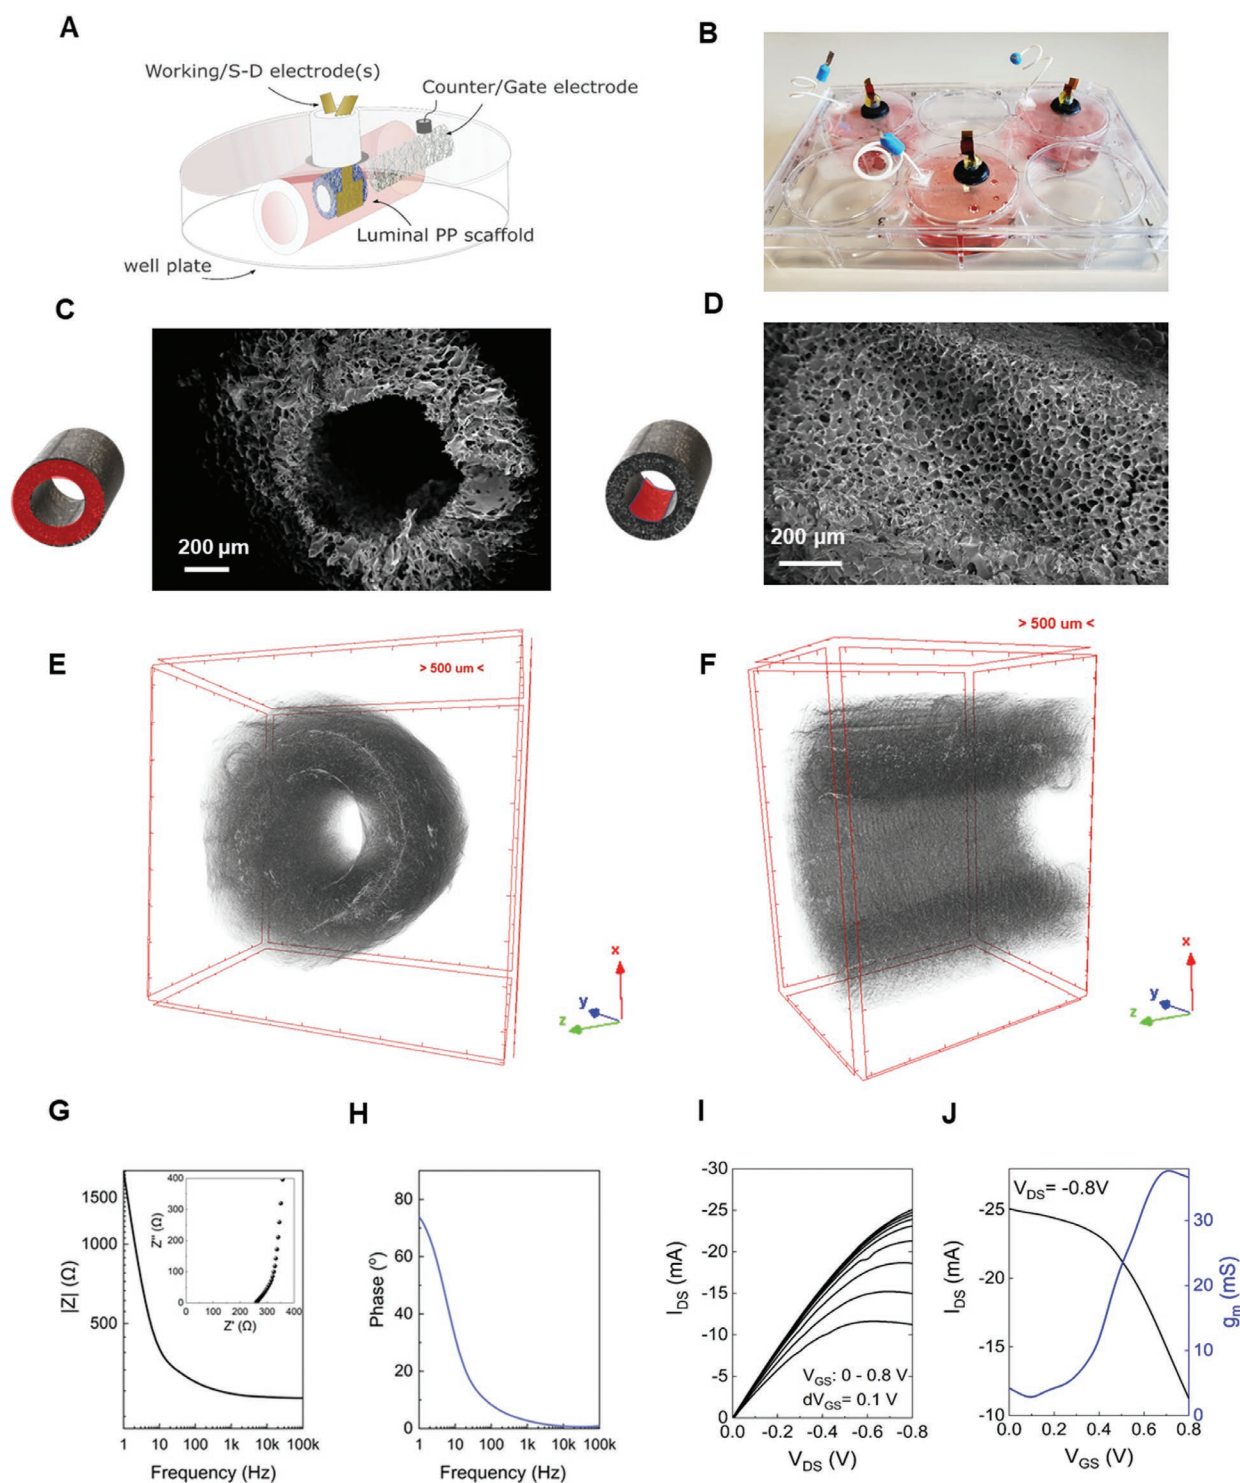 A
Working/S-D electrode(s)
Counter/Gate electrode
Luminal PP scaffold
well plate
B
C
200 µm
D
200 µm
E
> 500 um <
x
y
z
F
> 500 um <
x
y
z
G
|Z| (Ω)
1500
1000
500
1 10 100 1k 10k 100k
Frequency (Hz)
Z'' (Ω)
400
300
200
100
0
0 100 200 300 400
Z' (Ω)
H
Phase (°)
80
60
40
20
0
1 10 100 1k 10k 100k
Frequency (Hz)
I
I_DS (mA)
-30
-25
-20
-15
-10
-5
0
V_GS: 0 - 0.8 V
dV_GS= 0.1 V
0.0 -0.2 -0.4 -0.6 -0.8
V_DS (V)
J
V_DS= -0.8V
I_DS (mA)
-25
-20
-15
-10
0.0 0.2 0.4 0.6 0.8
V_GS (V)
g_m (mS)
30
20
10
0